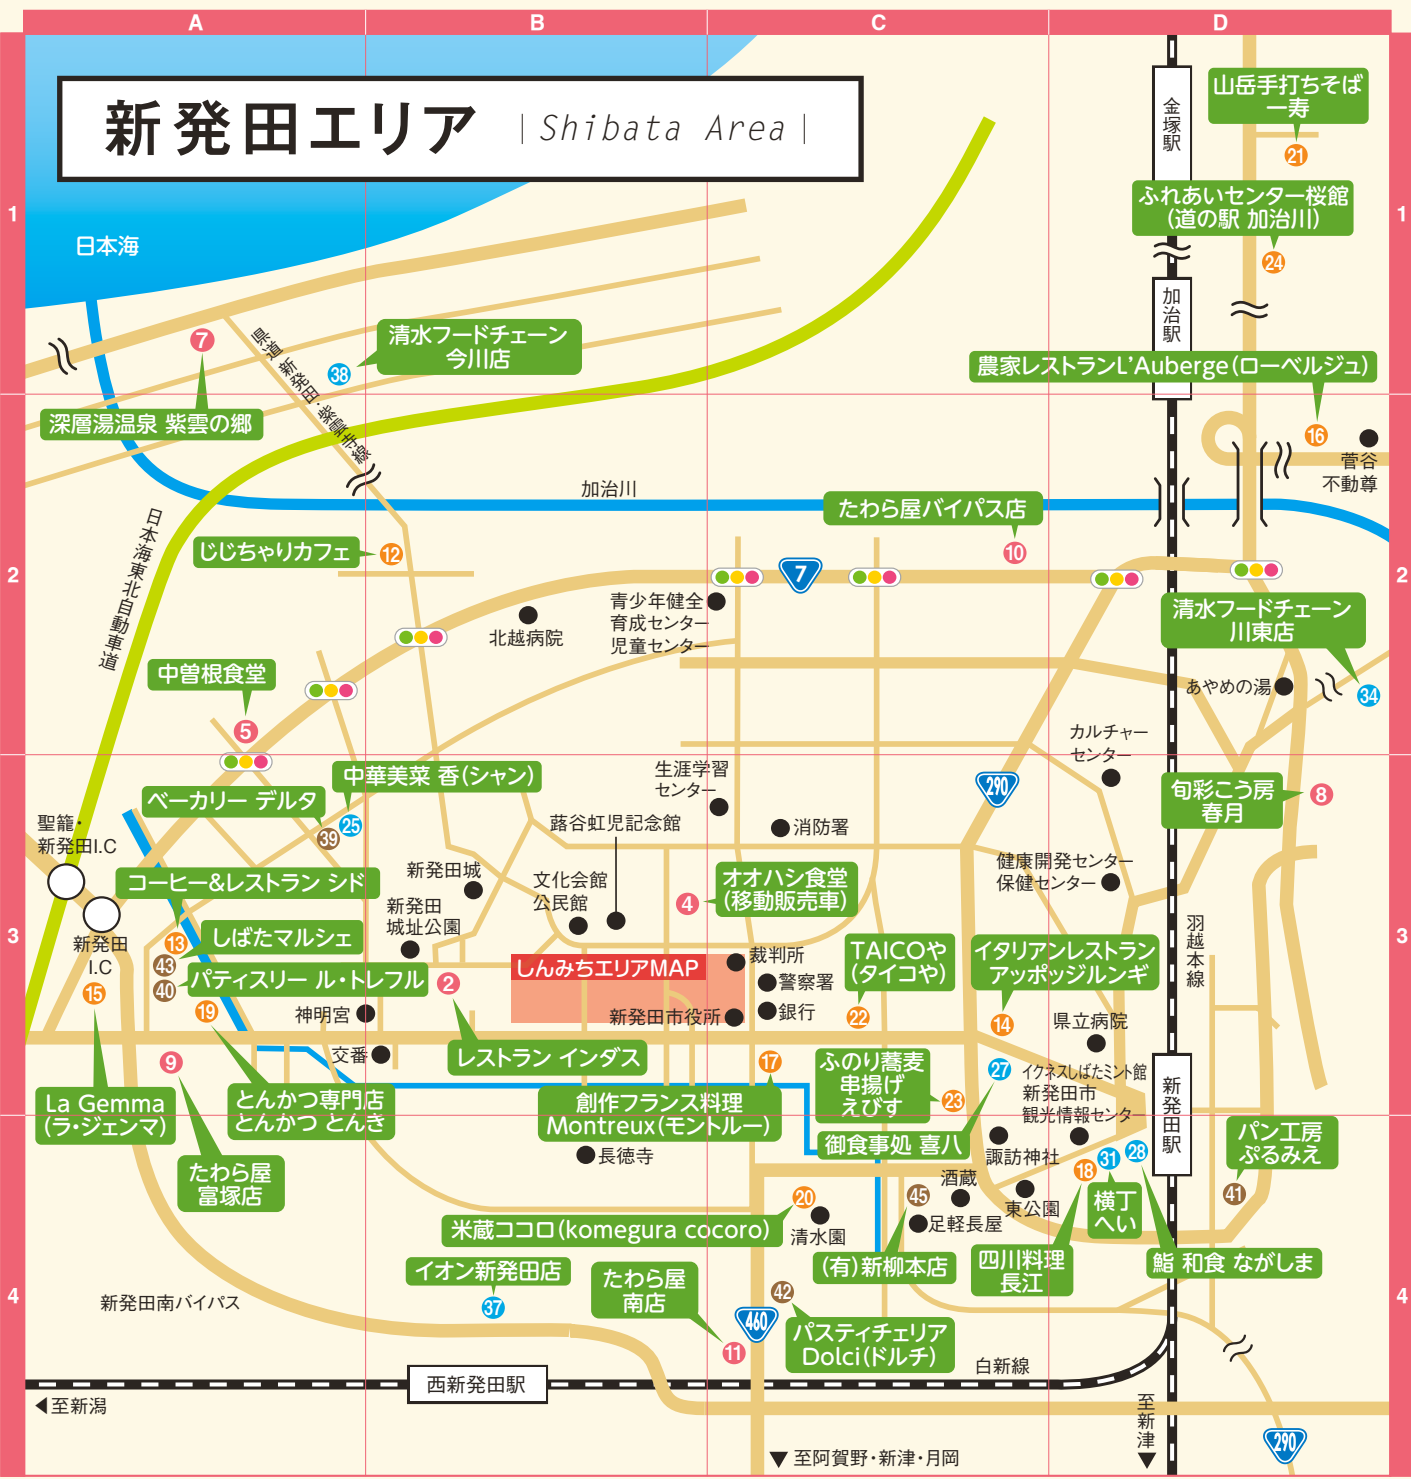 A
B
C
D
新発田エリア
Shibata Area
1
1
2
2
3
3
4
4
日本海
金塚駅
山岳手打ちそば
一寿
21
ふれあいセンター桜館
(道の駅 加治川)
24
加治駅
7
県道 新発田・紫雲寺線
38
清水フードチェーン
今川店
農家レストランL'Auberge(ローベルジュ)
深層湯温泉 紫雲の郷
16
菅谷
不動尊
加治川
たわら屋バイパス店
10
日本海東北自動車道
じじちゃりカフェ
12
7
北越病院
青少年健全
育成センター
児童センター
清水フードチェーン
川東店
あやめの湯
34
中曽根食堂
5
カルチャー
センター
中華美菜 香(シャン)
ベーカリー デルタ
39
25
生涯学習
センター
290
旬彩こう房
春月
8
聖籠・
新発田I.C
蕗谷虹児記念館
消防署
コーヒー&レストラン シド
新発田城
文化会館
公民館
4
オオハシ食堂
(移動販売車)
健康開発センター
保健センター
新発田
城址公園
新発田
I.C
13
しばたマルシェ
43
パティスリー ル・トレフル
40
しんみちエリアMAP
裁判所
警察署
銀行
TAICOや
(タイコや)
イタリアンレストラン
アッポッジルンギ
羽越本線
15
19
2
神明宮
新発田市役所
22
14
県立病院
9
交番
レストラン インダス
17
ふのり蕎麦
串揚げ
えびす
23
27
イクネスしばたミント館
新発田市
観光情報センター
新発田駅
La Gemma
(ラ・ジェンマ)
とんかつ専門店
とんかつ とんき
創作フランス料理
Montreux(モントルー)
御食事処 喜八
諏訪神社
パン工房
ぷるみえ
たわら屋
富塚店
長徳寺
18
31
28
41
20
45
酒蔵
東公園
横丁
へい
米蔵ココロ(komegura cocoro)
清水園
足軽長屋
イオン新発田店
37
たわら屋
南店
(有)新柳本店
四川料理
長江
鮨 和食 ながしま
新発田南バイパス
42
460
11
パスティチェリア
Dolci(ドルチ)
白新線
西新発田駅
至新潟
至新津
290
至阿賀野・新津・月岡